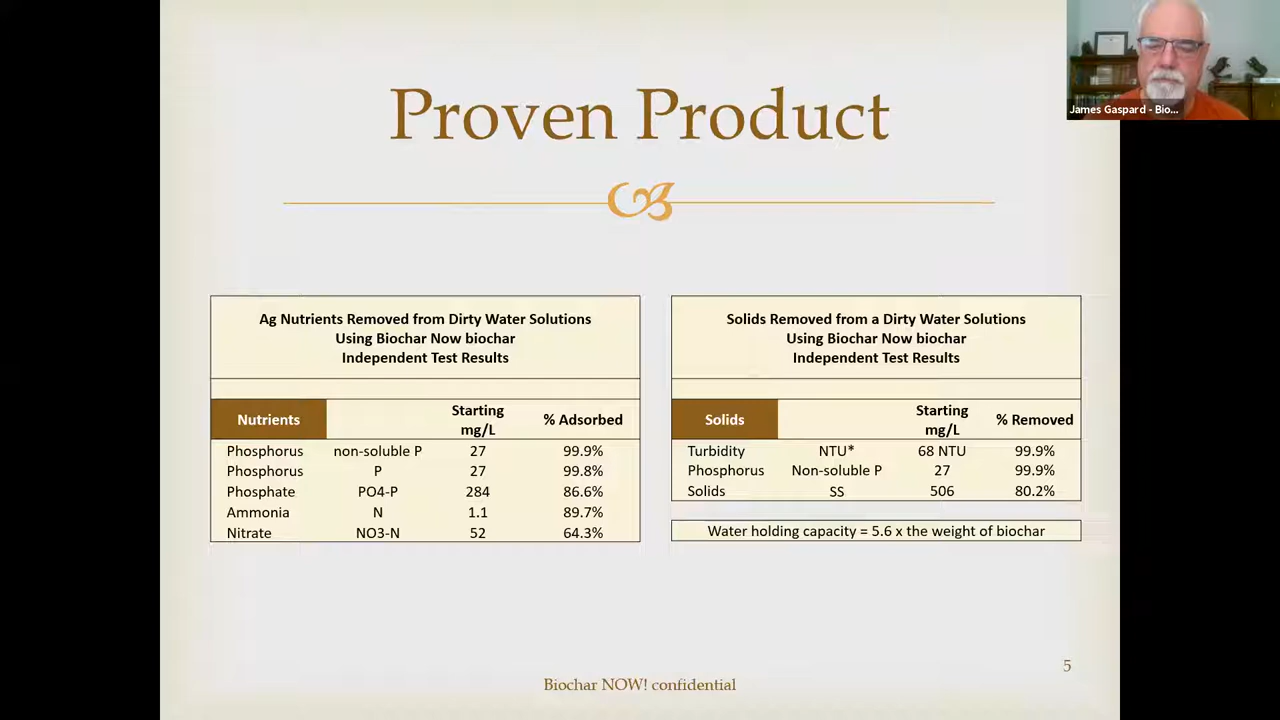 Proven Product
James Gaspard - Bio...
Ag Nutrients Removed from Dirty Water Solutions
Using Biochar Now biochar
Independent Test Results
Nutrients Starting mg/L % Adsorbed
Phosphorus non-soluble P 27 99.9%
Phosphorus P 27 99.8%
Phosphate PO4-P 284 86.6%
Ammonia N 1.1 89.7%
Nitrate NO3-N 52 64.3%
Solids Removed from a Dirty Water Solutions
Using Biochar Now biochar
Independent Test Results
Solids Starting mg/L % Removed
Turbidity NTU* 68 NTU 99.9%
Phosphorus Non-soluble P 27 99.9%
Solids SS 506 80.2%
Water holding capacity = 5.6 x the weight of biochar
5
Biochar NOW! confidential